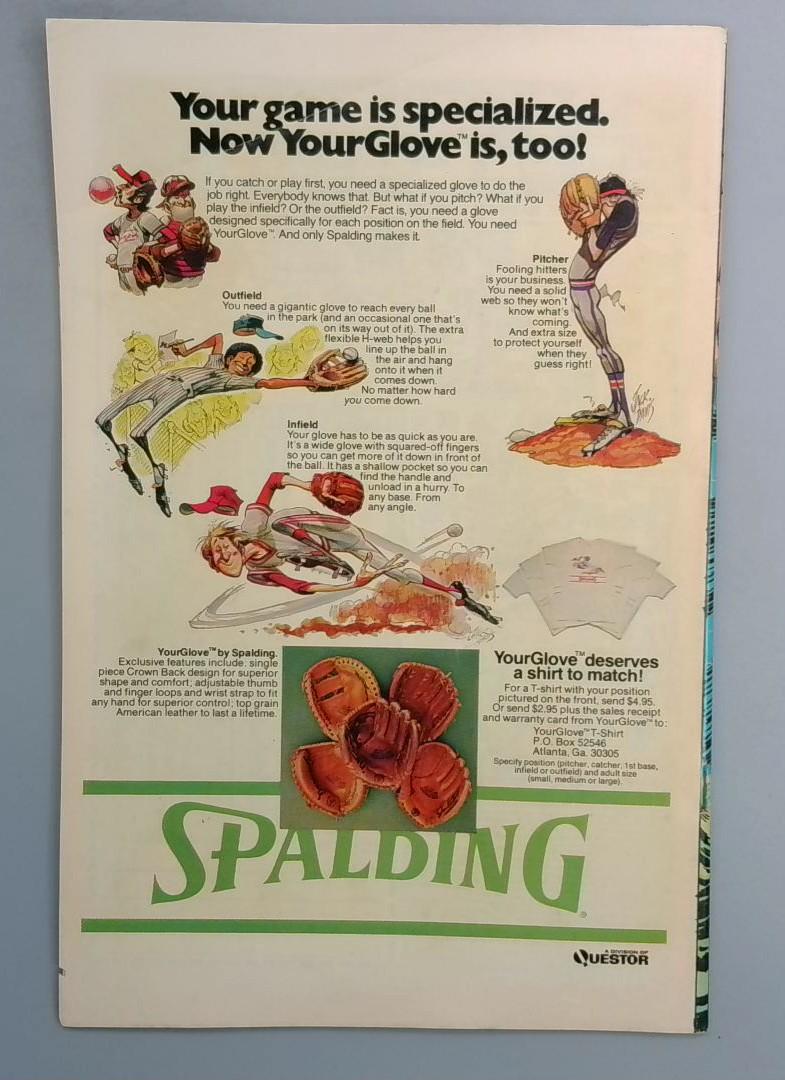 Your game is specialized.
Now YourGlove™ is, too!
If you catch or play first, you need a specialized glove to do the
job right. Everybody knows that. But what if you pitch? What if you
play the infield? Or the outfield? Fact is, you need a glove
designed specifically for each position on the field. You need
YourGlove™. And only Spalding makes it.
Pitcher
Fooling hitters
is your business.
You need a solid
web so they won't
know what's
coming.
And extra size
to protect yourself
when they
guess right!
Outfield
You need a gigantic glove to reach every ball
in the park (and an occasional one that's
on its way out of it). The extra
flexible H-web helps you
line up the ball in
the air and hang
onto it when it
comes down.
No matter how hard
you come down.
JACK
DAVIS
Infield
Your glove has to be as quick as you are.
It's a wide glove with squared-off fingers
so you can get more of it down in front of
the ball. It has a shallow pocket so you can
find the handle and
unload in a hurry. To
any base. From
any angle.
YourGlove™ by Spalding.
Exclusive features include: single
piece Crown Back design for superior
shape and comfort; adjustable thumb
and finger loops and wrist strap to fit
any hand for superior control; top grain
American leather to last a lifetime.
YourGlove™ deserves
a shirt to match!
For a T-shirt with your position
pictured on the front, send $4.95.
Or send $2.95 plus the sales receipt
and warranty card from YourGlove™ to:
YourGlove™ T-Shirt
P.O. Box 52546
Atlanta, Ga. 30305
Specify position (pitcher, catcher, 1st base,
infield or outfield) and adult size
(small, medium or large).
SPALDING®
A DIVISION OF
QUESTOR